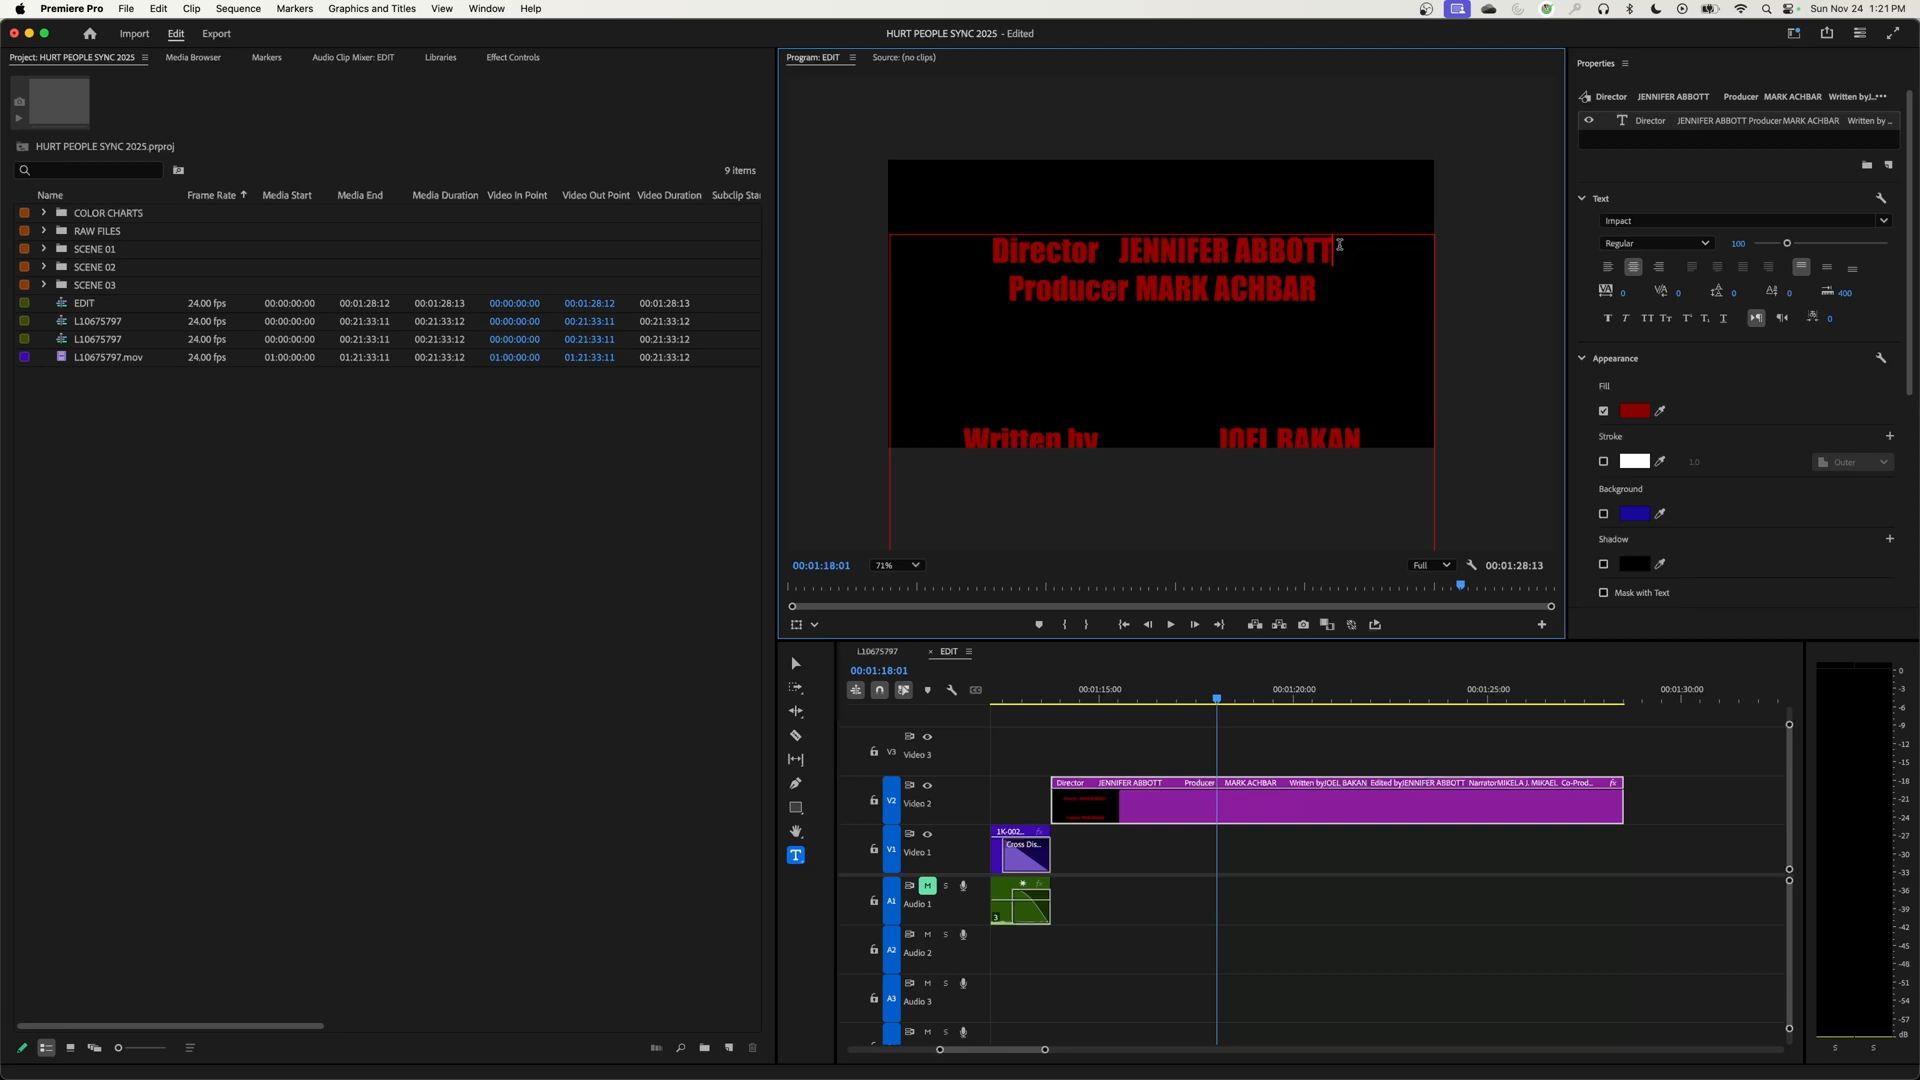 Premiere Pro File Edit Clip Sequence Markers Graphics and Titles View Window Help Sun Nov 24 1:21 PM
Import Edit Export HURT PEOPLE SYNC 2025 - Edited
Project: HURT PEOPLE SYNC 2025 Media Browser Markers Audio Clip Mixer: EDIT Libraries Effect Controls
HURT PEOPLE SYNC 2025.prproj
9 items
Name Frame Rate Media Start Media End Media Duration Video In Point Video Out Point Video Duration Subclip Star
COLOR CHARTS
RAW FILES
SCENE 01
SCENE 02
SCENE 03
EDIT 24.00 fps 00:00:00:00 00:01:28:12 00:01:28:13 00:00:00:00 00:01:28:12 00:01:28:13
L10675797 24.00 fps 00:00:00:00 00:21:33:11 00:21:33:12 00:00:00:00 00:21:33:11 00:21:33:12
L10675797 24.00 fps 00:00:00:00 00:21:33:11 00:21:33:12 00:00:00:00 00:21:33:11 00:21:33:12
L10675797.mov 24.00 fps 01:00:00:00 01:21:33:11 00:21:33:12 01:00:00:00 01:21:33:11 00:21:33:12
Program: EDIT Source: (no clips)
Director JENNIFER ABBOTT
Producer MARK ACHBAR
Written by JOEL BAKAN
00:01:18:01 71% Full 00:01:28:13
Properties
Director JENNIFER ABBOTT Producer MARK ACHBAR Written byJ...
T Director JENNIFER ABBOTT Producer MARK ACHBAR Written by ...
Text
Impact
Regular 100
0 0 0 0 400
0
Appearance
Fill
Stroke
1.0 Outer
Background
Shadow
Mask with Text
L10675797 × EDIT
00:01:18:01
00:01:15:00 00:01:20:00 00:01:25:00 00:01:30:00
V3 Video 3
V2 Video 2
Director JENNIFER ABBOTT Producer MARK ACHBAR Written byJOEL BAKAN Edited byJENNIFER ABBOTT NarratorMIKELA J. MIKAEL Co-Prod... fx
1K-002... fx
Cross Dis...
V1 Video 1
M S
A1 Audio 1
3
M S
A2 Audio 2
M S
A3 Audio 3
M S
0
-3
-6
-9
-12
-15
-18
-21
-24
-27
-30
-33
-36
-39
-42
-45
-48
-51
-54
-57
dB
S S